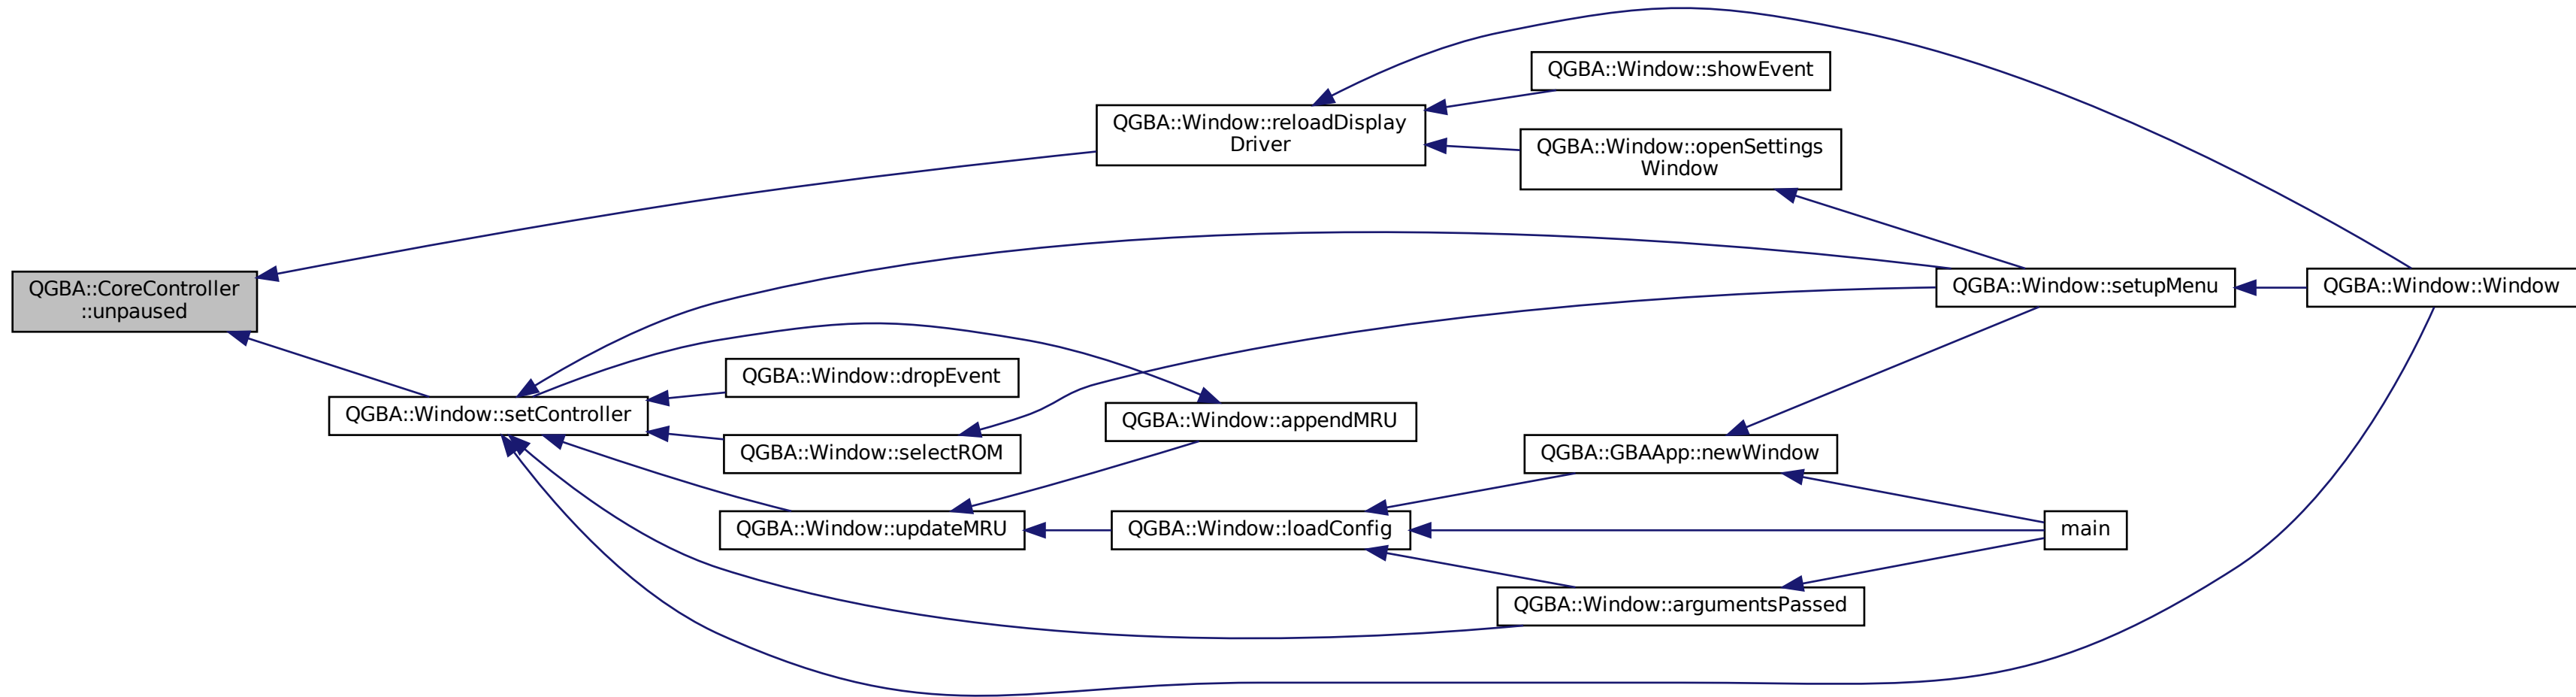 QGBA::CoreController
::unpaused
QGBA::Window::reloadDisplay
Driver
QGBA::Window::showEvent
QGBA::Window::openSettings
Window
QGBA::Window::setupMenu
QGBA::Window::Window
QGBA::Window::setController
QGBA::Window::dropEvent
QGBA::Window::selectROM
QGBA::Window::appendMRU
QGBA::Window::updateMRU
QGBA::Window::loadConfig
QGBA::GBAApp::newWindow
main
QGBA::Window::argumentsPassed